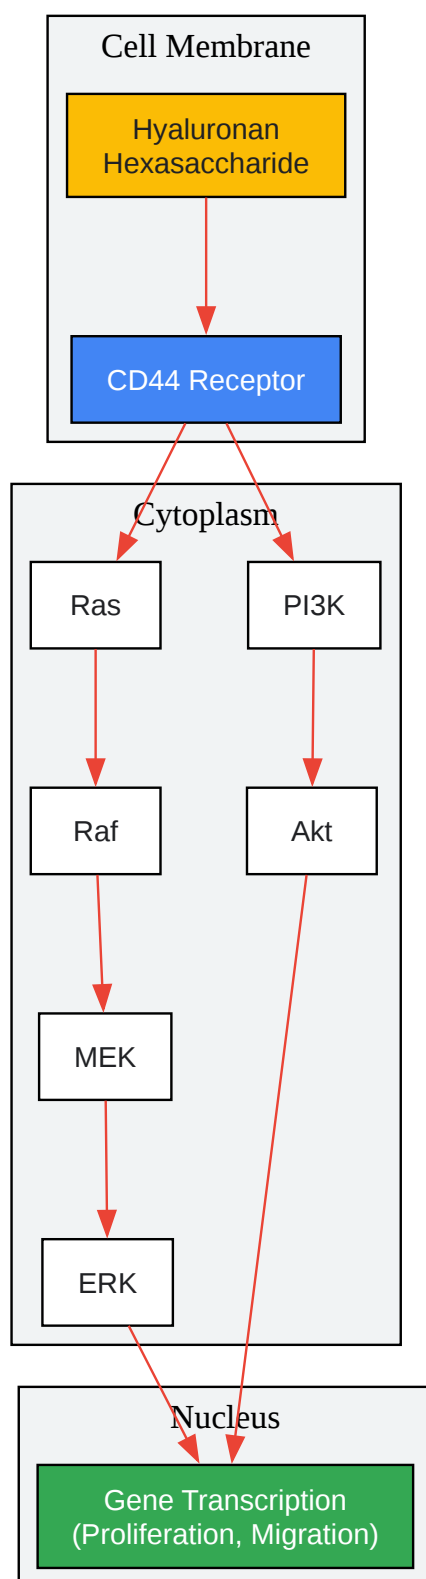 Cell Membrane
Hyaluronan
Hexasaccharide
CD44 Receptor
Cytoplasm
Ras
PI3K
Raf
Akt
MEK
ERK
Nucleus
Gene Transcription
(Proliferation, Migration)